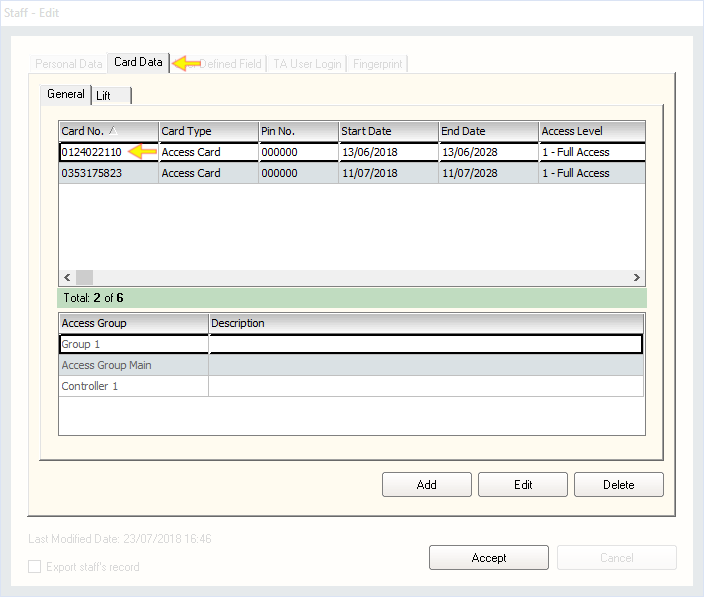 Staff - Edit
Personal Data Card Data Defined Field TA User Login Fingerprint
General Lift
Card No. Card Type Pin No. Start Date End Date Access Level
0124022110 Access Card 000000 13/06/2018 13/06/2028 1 - Full Access
0353175823 Access Card 000000 11/07/2018 11/07/2028 1 - Full Access
Total: 2 of 6
Access Group Description
Group 1
Access Group Main
Controller 1
Add Edit Delete
Last Modified Date: 23/07/2018 16:46
Accept Cancel
Export staff's record